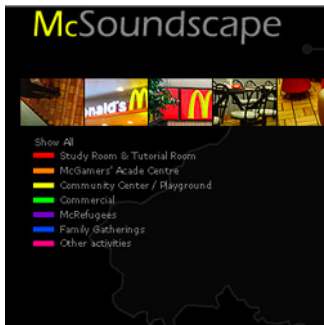 McSoundscape
nald's
Show All
Study Room & Tutorial Room
McGamers' Acade Centre
Community Center / Playground
Commercial
McRefugees
Family Gatherings
Other activities